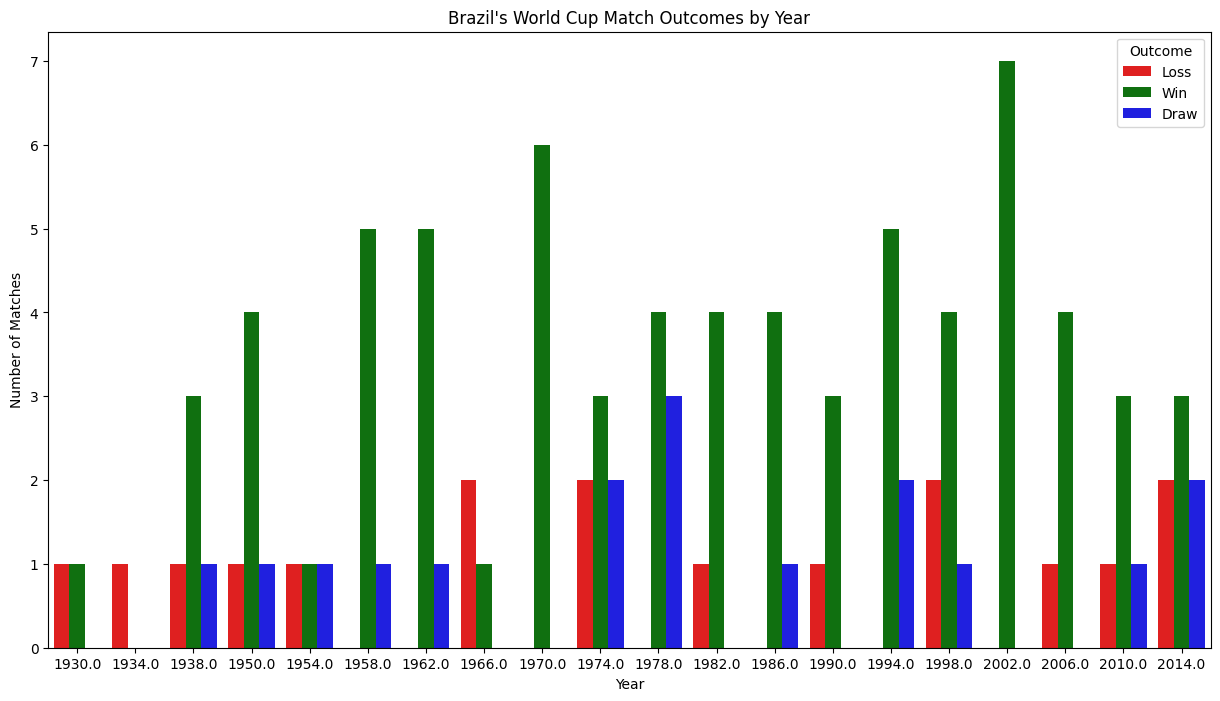 Brazil's World Cup Match Outcomes by Year
Outcome
Loss
Win
Draw
Number of Matches
7
6
5
4
3
2
1
0
1930.0 1934.0 1938.0 1950.0 1954.0 1958.0 1962.0 1966.0 1970.0 1974.0 1978.0 1982.0 1986.0 1990.0 1994.0 1998.0 2002.0 2006.0 2010.0 2014.0
Year